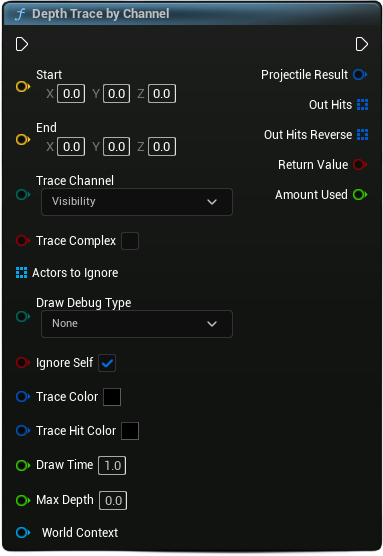 Depth Trace by Channel
Start
Projectile Result
X 0.0 Y 0.0 Z 0.0
Out Hits
End
Out Hits Reverse
X 0.0 Y 0.0 Z 0.0
Return Value
Trace Channel
Amount Used
Visibility
Trace Complex
Actors to Ignore
Draw Debug Type
None
Ignore Self
Trace Color
Trace Hit Color
Draw Time 1.0
Max Depth 0.0
World Context